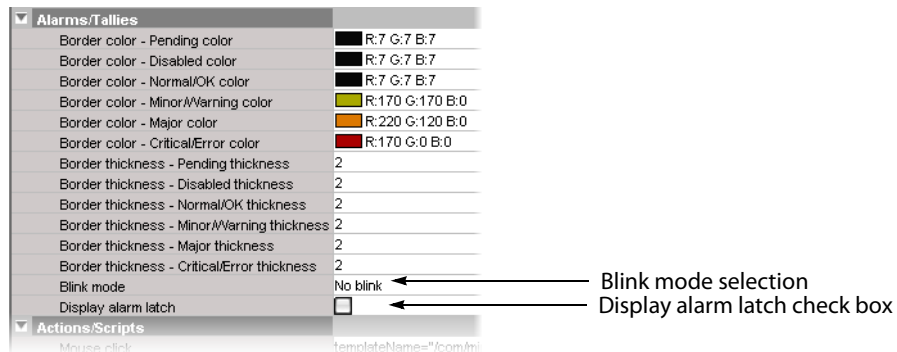 Alarms/Tallies
Border color - Pending color R:7 G:7 B:7
Border color - Disabled color R:7 G:7 B:7
Border color - Normal/OK color R:7 G:7 B:7
Border color - Minor/Warning color R:170 G:170 B:0
Border color - Major color R:220 G:120 B:0
Border color - Critical/Error color R:170 G:0 B:0
Border thickness - Pending thickness 2
Border thickness - Disabled thickness 2
Border thickness - Normal/OK thickness 2
Border thickness - Minor/Warning thickness 2
Border thickness - Major thickness 2
Border thickness - Critical/Error thickness 2
Blink mode No blink Blink mode selection
Display alarm latch Display alarm latch check box
Actions/Scripts
Mouse click templateName="/com/mi